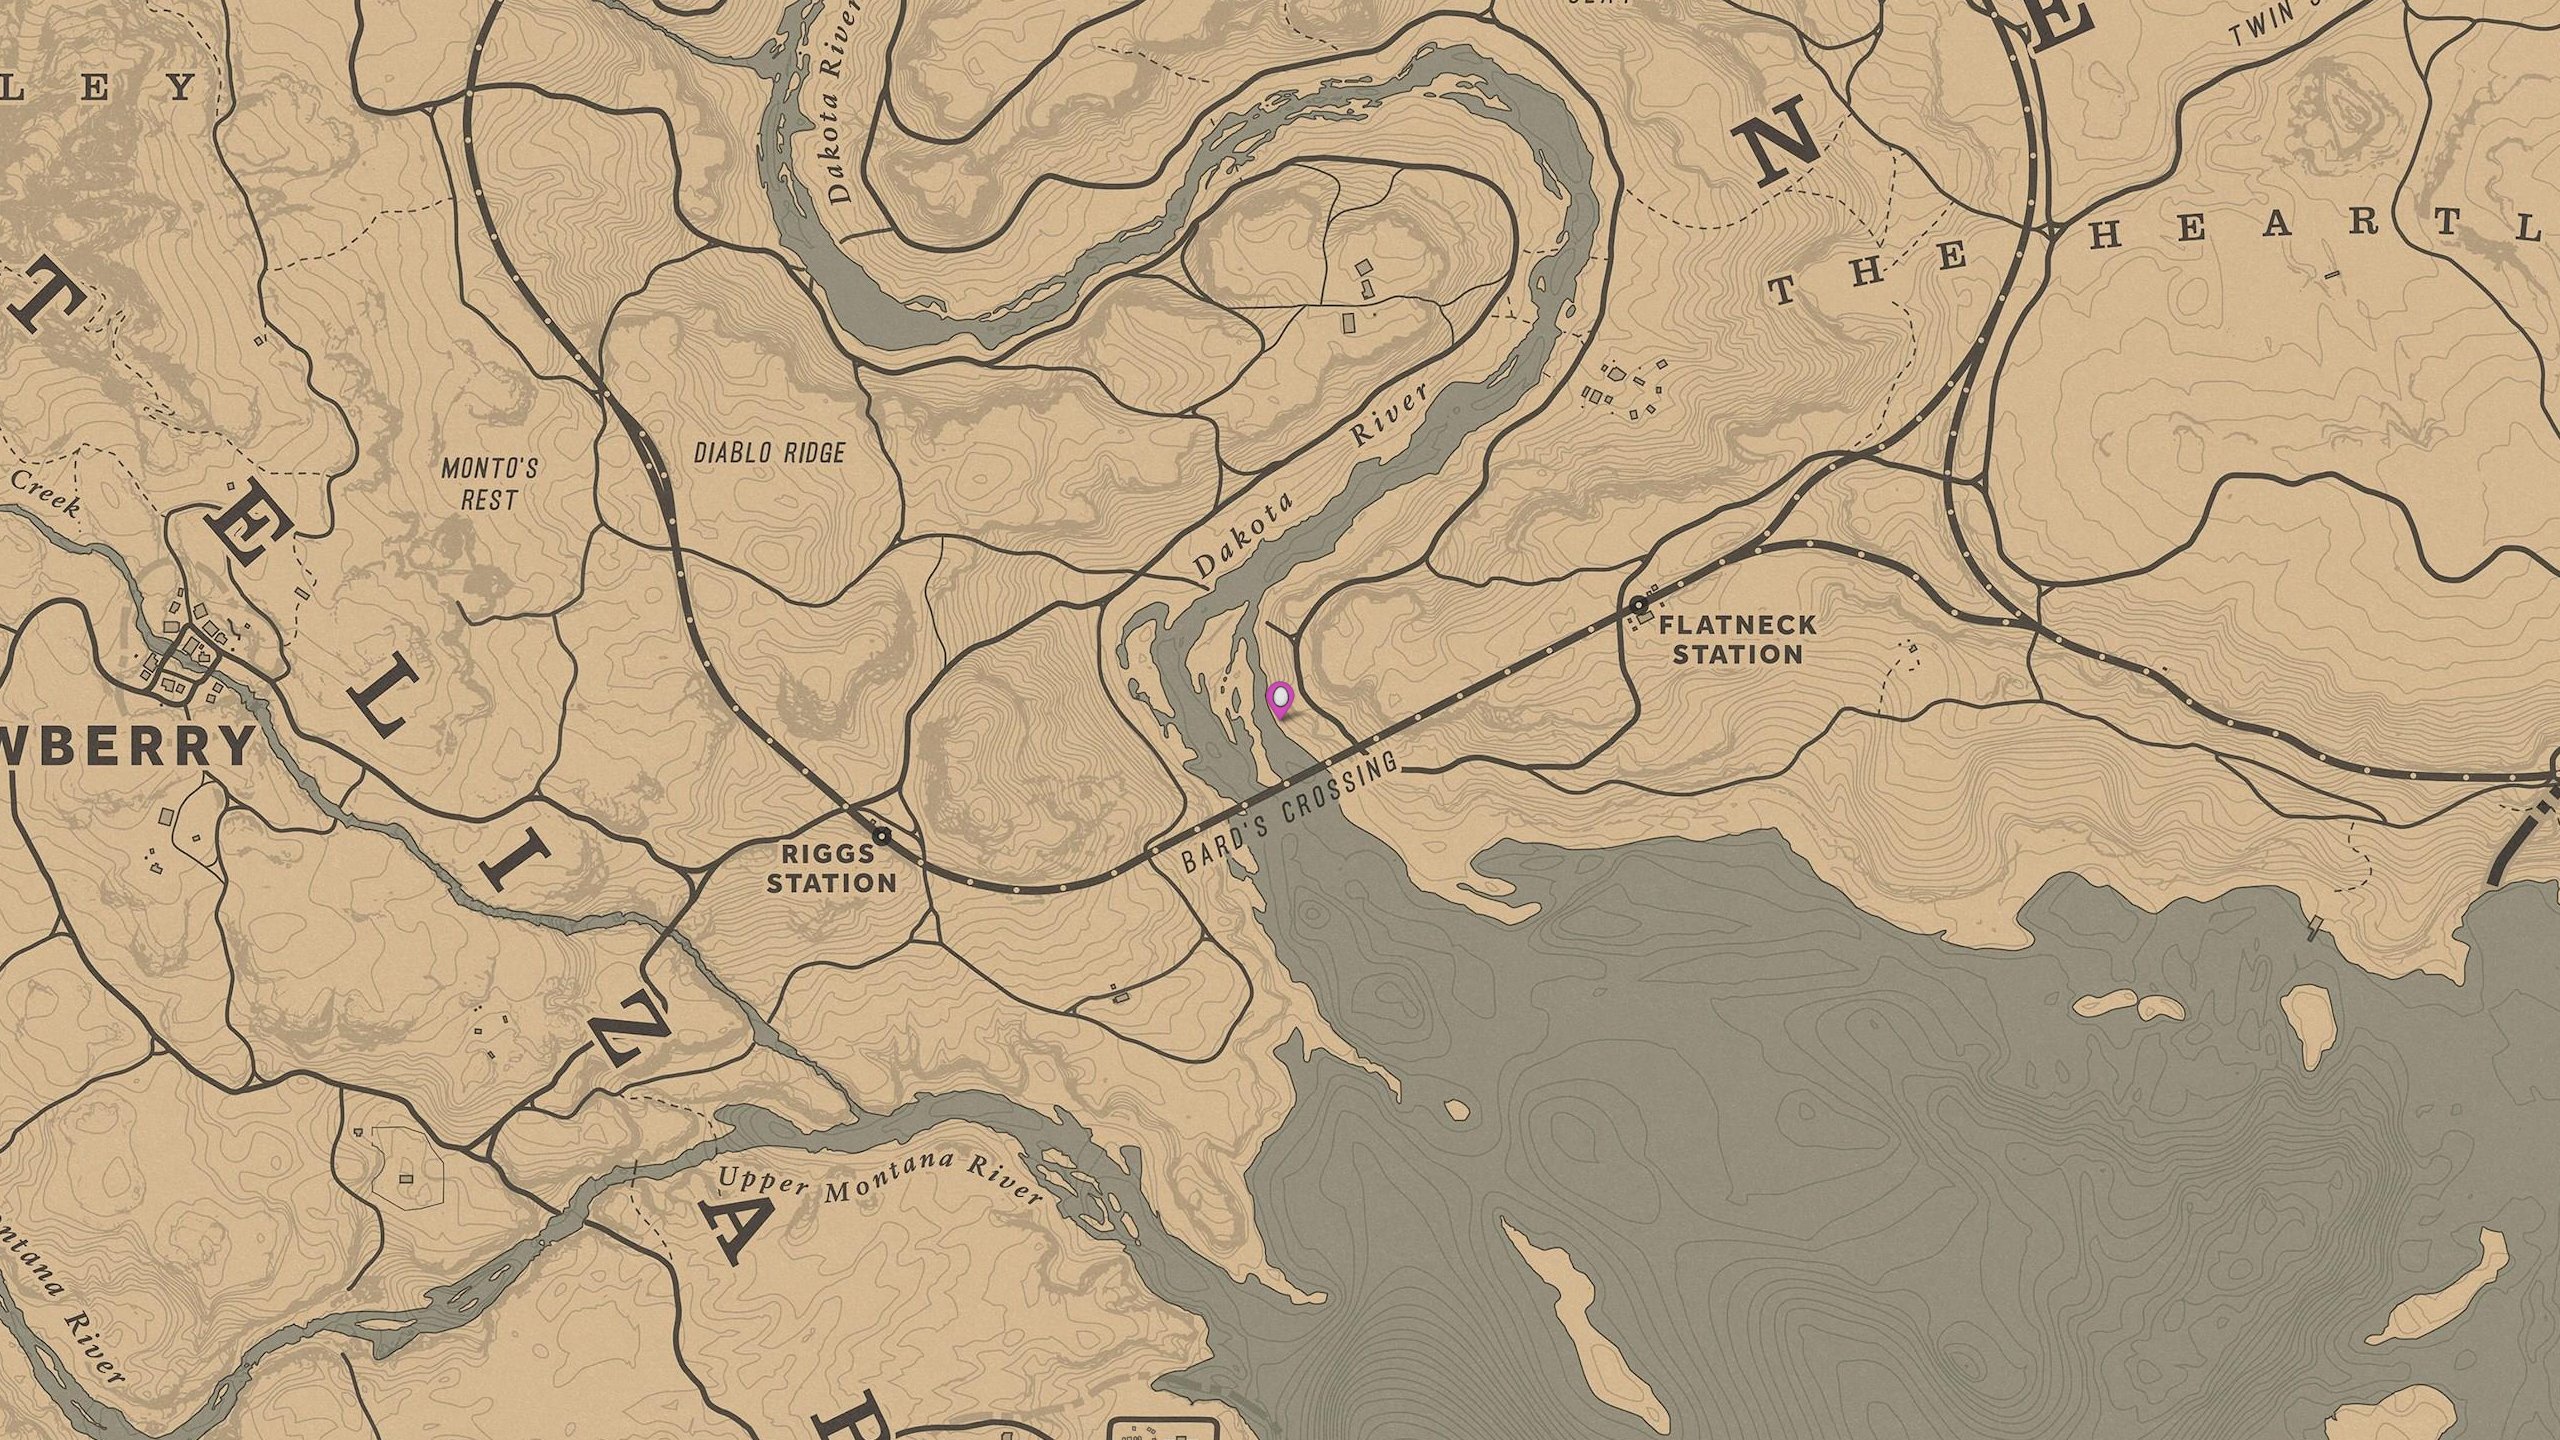 TWIN
E
Dakota River
LEY
N
THE HEARTL
T
River
MONTO'S
REST
DIABLO RIDGE
Creek
E
Dakota
FLATNECK
STATION
L
WBERRY
BARD'S CROSSING
I
RIGGS
STATION
Z
Upper Montana River
A
ntana River